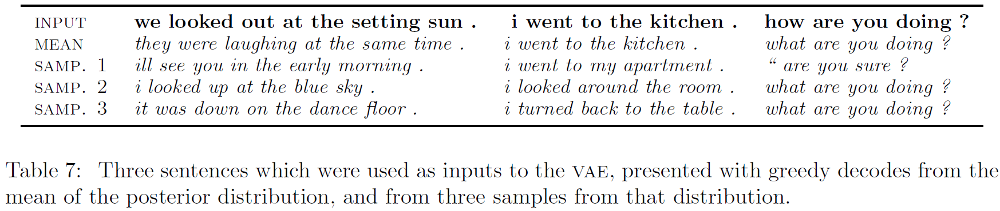 INPUT we looked out at the setting sun . i went to the kitchen . how are you doing ?
MEAN they were laughing at the same time . i went to the kitchen . what are you doing ?
SAMP. 1 ill see you in the early morning . i went to my apartment . “ are you sure ?
SAMP. 2 i looked up at the blue sky . i looked around the room . what are you doing ?
SAMP. 3 it was down on the dance floor . i turned back to the table . what are you doing ?
Table 7: Three sentences which were used as inputs to the VAE, presented with greedy decodes from the
mean of the posterior distribution, and from three samples from that distribution.